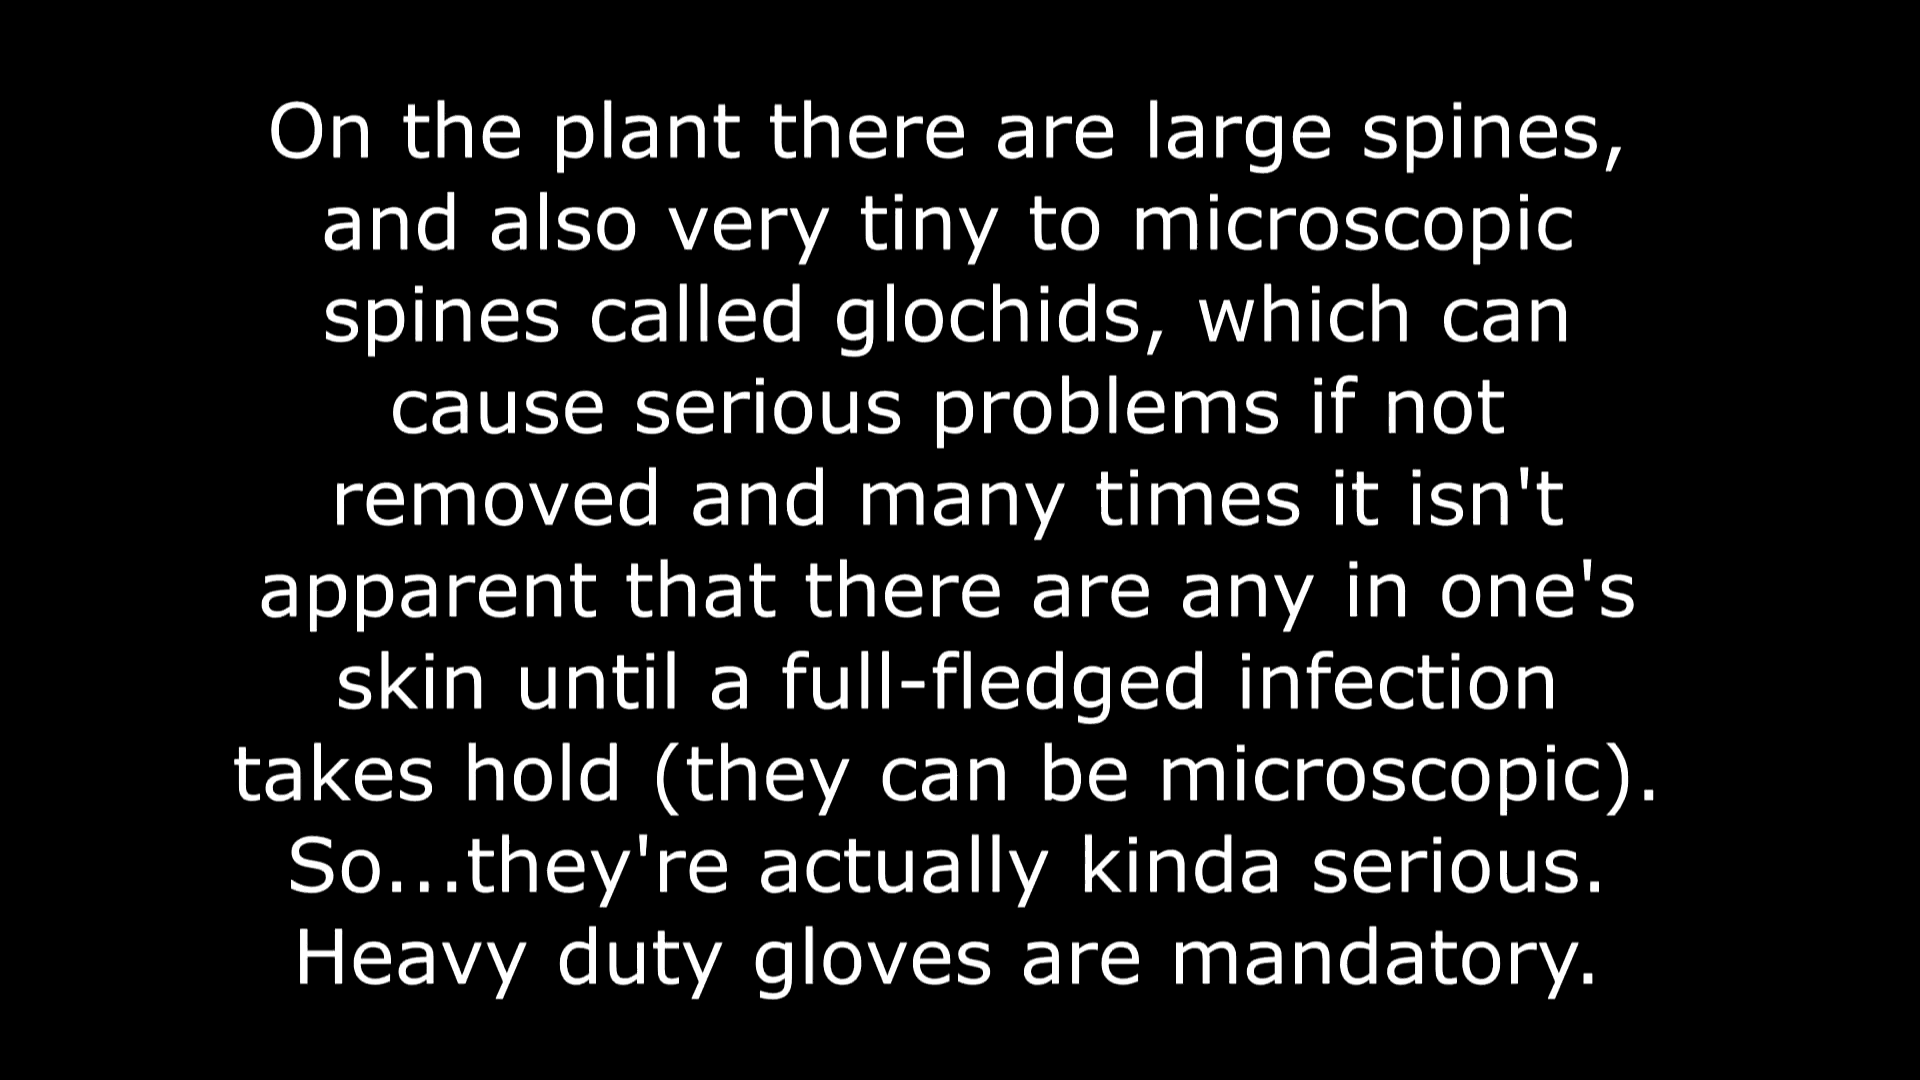 On the plant there are large spines,
and also very tiny to microscopic
spines called glochids, which can
cause serious problems if not
removed and many times it isn't
apparent that there are any in one's
skin until a full-fledged infection
takes hold (they can be microscopic).
So...they're actually kinda serious.
Heavy duty gloves are mandatory.